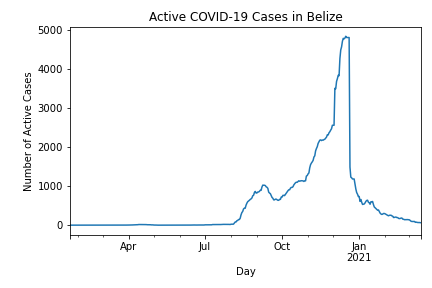 Active COVID-19 Cases in Belize
5000
4000
3000
2000
1000
0
Number of Active Cases
Apr
Jul
Oct
Jan
2021
Day